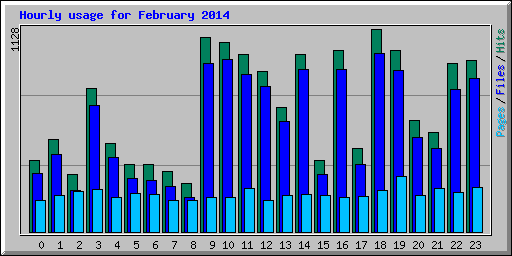 Hourly usage for February 2014
1128
Pages/Files/Hits
0 1 2 3 4 5 6 7 8 9 10 11 12 13 14 15 16 17 18 19 20 21 22 23